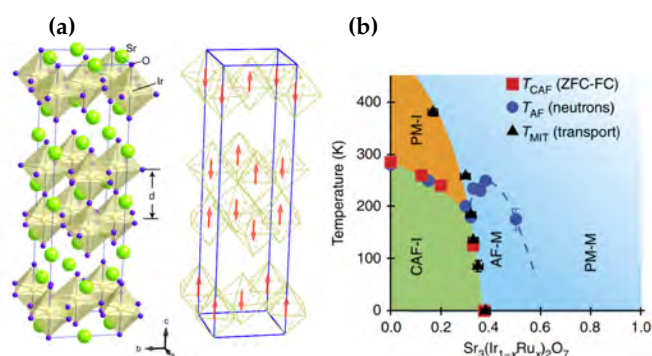 (a)
Sr
O
Ir
d
c
b
(b)
T_CAF (ZFC-FC)
T_AF (neutrons)
T_MIT (transport)
Temperature (K)
400
300
200
100
0
PM-I
CAF-I
AF-M
PM-M
0.0 0.2 0.4 0.6 0.8 1.0
Sr₃(Ir₁₋ₓRuₓ)₂O₇